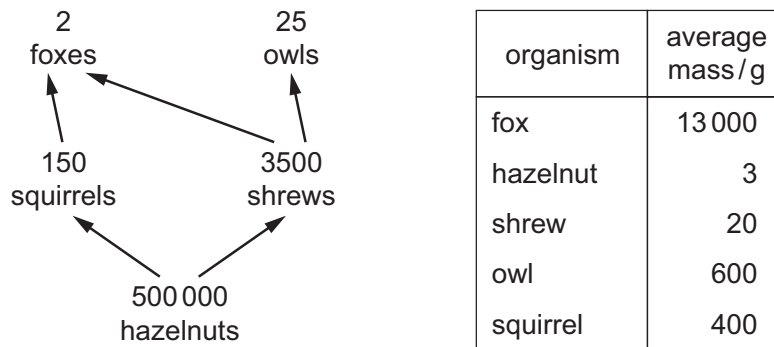 2
foxes
25
owls
150
squirrels
3500
shrews
500 000
hazelnuts
organism average mass / g
fox 13 000
hazelnut 3
shrew 20
owl 600
squirrel 400